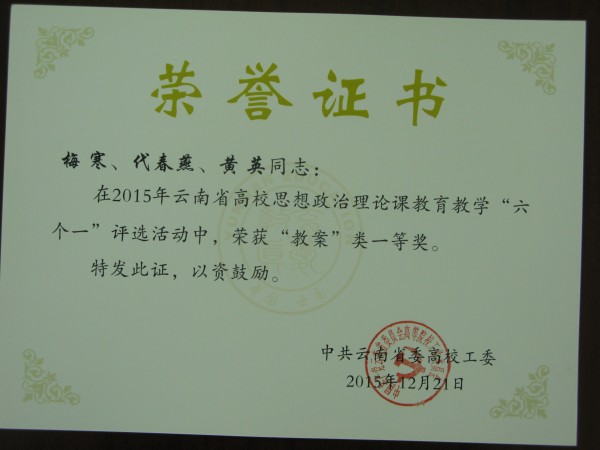 荣誉证书
梅寒、代春燕、黄英同志：
在2015年云南省高校思想政治理论课教育教学“六
个一”评选活动中，荣获“教案”类一等奖。
特发此证，以资鼓励。
中共云南省委高校工委
2015年12月21日